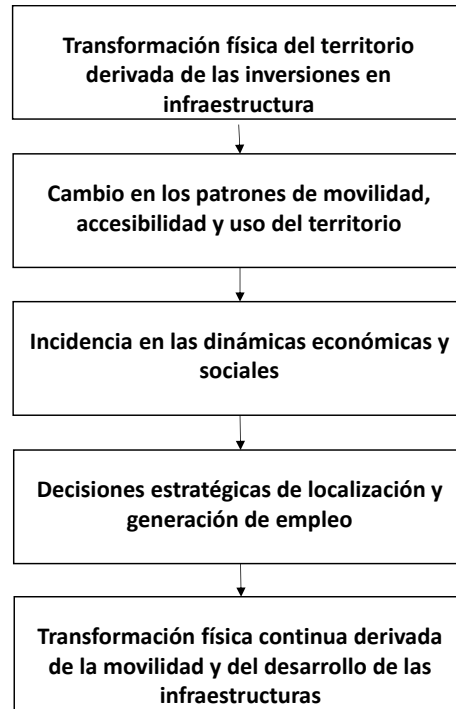 Transformación física del territorio
derivada de las inversiones en
infraestructura
Cambio en los patrones de movilidad,
accesibilidad y uso del territorio
Incidencia en las dinámicas económicas y
sociales
Decisiones estratégicas de localización y
generación de empleo
Transformación física continua derivada
de la movilidad y del desarrollo de las
infraestructuras